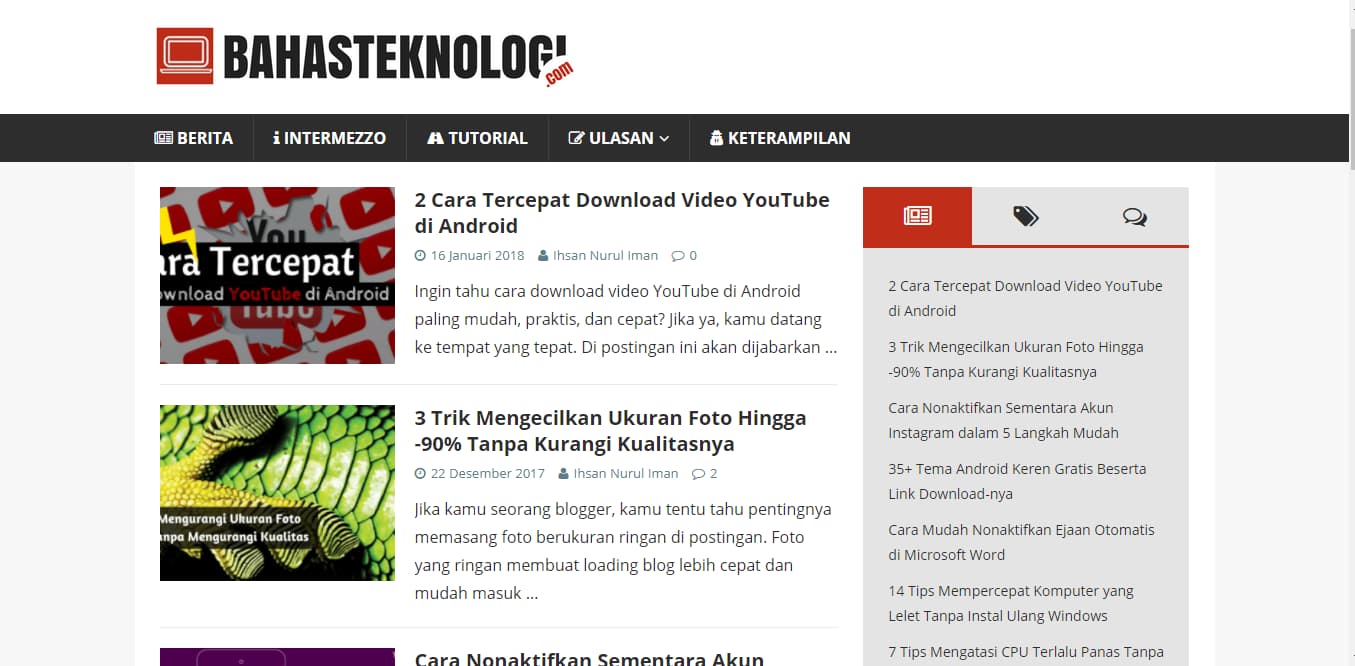 BAHASTEKNOLOGI
.com
BERITA
INTERMEZZO
TUTORIAL
ULASAN
KETERAMPILAN
You
ara Tercepat
ownload YouTube di Android
Tube
2 Cara Tercepat Download Video YouTube
di Android
16 Januari 2018 Ihsan Nurul Iman 0
Ingin tahu cara download video YouTube di Android
paling mudah, praktis, dan cepat? Jika ya, kamu datang
ke tempat yang tepat. Di postingan ini akan dijabarkan ...
Mengurangi Ukuran Foto
anpa Mengurangi Kualitas
3 Trik Mengecilkan Ukuran Foto Hingga
-90% Tanpa Kurangi Kualitasnya
22 Desember 2017 Ihsan Nurul Iman 2
Jika kamu seorang blogger, kamu tentu tahu pentingnya
memasang foto berukuran ringan di postingan. Foto
yang ringan membuat loading blog lebih cepat dan
mudah masuk ...
Cara Nonaktifkan Sementara Akun
2 Cara Tercepat Download Video YouTube
di Android
3 Trik Mengecilkan Ukuran Foto Hingga
-90% Tanpa Kurangi Kualitasnya
Cara Nonaktifkan Sementara Akun
Instagram dalam 5 Langkah Mudah
35+ Tema Android Keren Gratis Beserta
Link Download-nya
Cara Mudah Nonaktifkan Ejaan Otomatis
di Microsoft Word
14 Tips Mempercepat Komputer yang
Lelet Tanpa Instal Ulang Windows
7 Tips Mengatasi CPU Terlalu Panas Tanpa